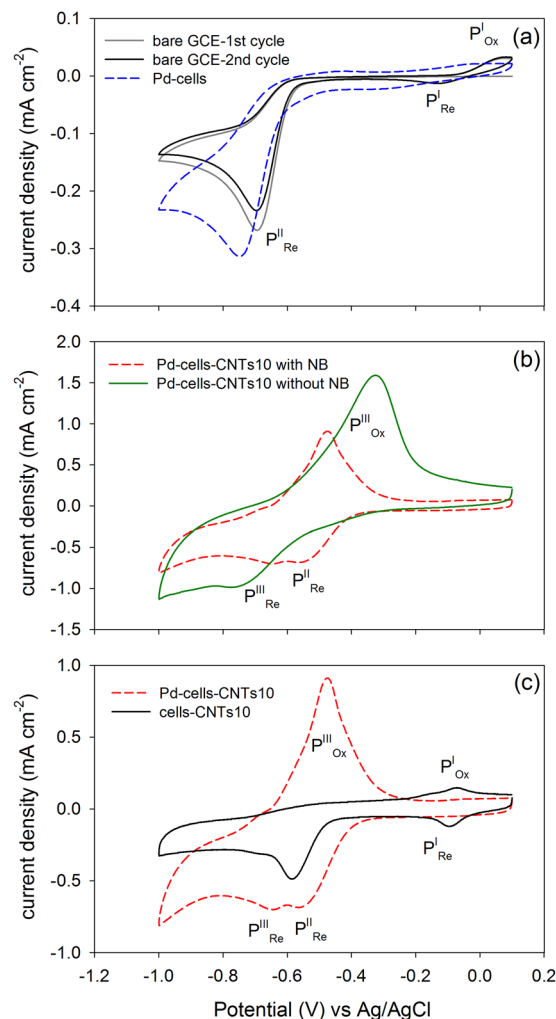 bare GCE-1st cycle
bare GCE-2nd cycle
Pd-cells
(a)
P^I_Ox
P^I_Re
P^II_Re
0.1
0.0
-0.1
-0.2
-0.3
-0.4
current density (mA cm⁻²)
Pd-cells-CNTs10 with NB
Pd-cells-CNTs10 without NB
(b)
P^III_Ox
P^III_Re
P^II_Re
2.0
1.5
1.0
0.5
0.0
-0.5
-1.0
-1.5
current density (mA cm⁻²)
Pd-cells-CNTs10
cells-CNTs10
(c)
P^III_Ox
P^I_Ox
P^I_Re
P^III_Re
P^II_Re
1.0
0.5
0.0
-0.5
-1.0
current density (mA cm⁻²)
-1.2 -1.0 -0.8 -0.6 -0.4 -0.2 0.0 0.2
Potential (V) vs Ag/AgCl